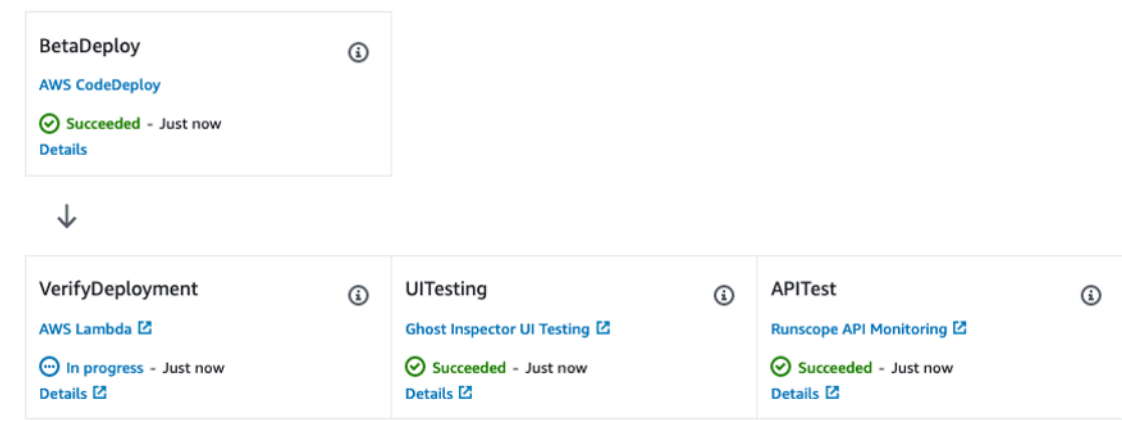 BetaDeploy
AWS CodeDeploy
Succeeded - Just now
Details
VerifyDeployment
AWS Lambda
In progress - Just now
Details
UITesting
Ghost Inspector UI Testing
Succeeded - Just now
Details
APITest
Runscope API Monitoring
Succeeded - Just now
Details